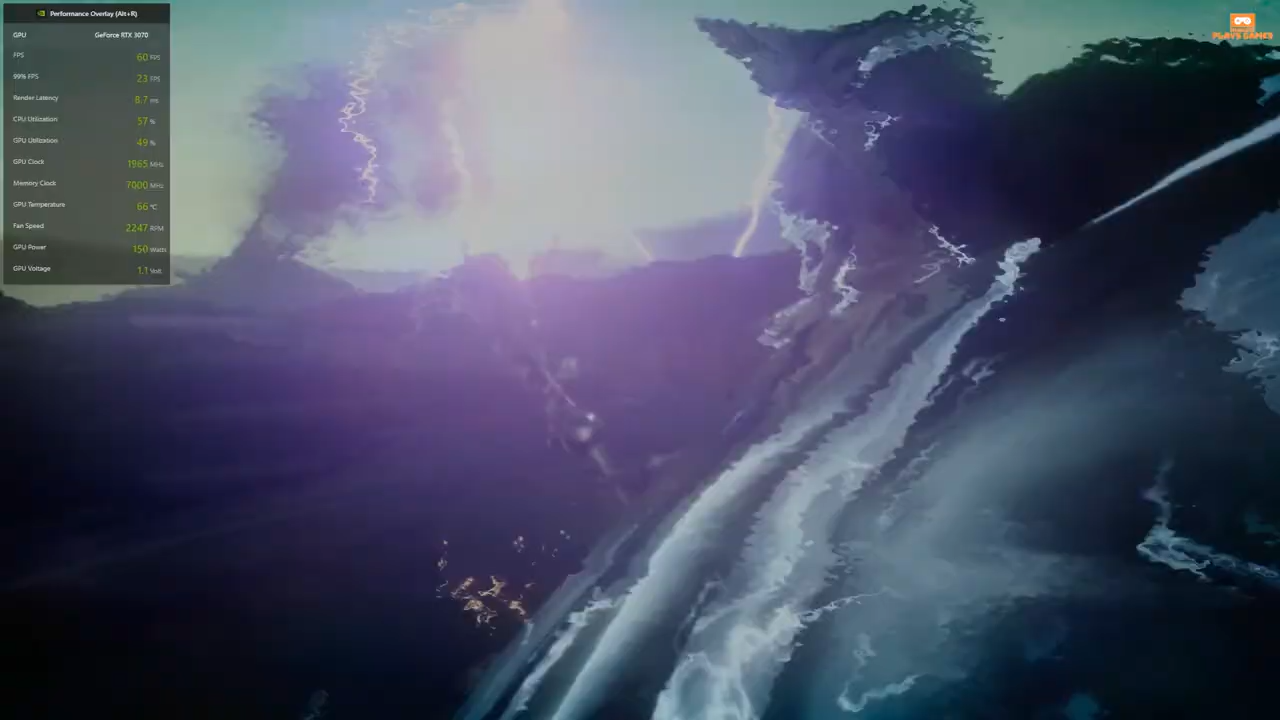 Performance Overlay (Alt+R)
GPU GeForce RTX 3070
FPS 60 FPS
99% FPS 23 FPS
Render Latency 8.7 ms
CPU Utilization 57 %
GPU Utilization 49 %
GPU Clock 1965 MHz
Memory Clock 7000 MHz
GPU Temperature 66 °C
Fan Speed 2247 RPM
GPU Power 150 Watts
GPU Voltage 1.1 Volt
PLAYS GAMES